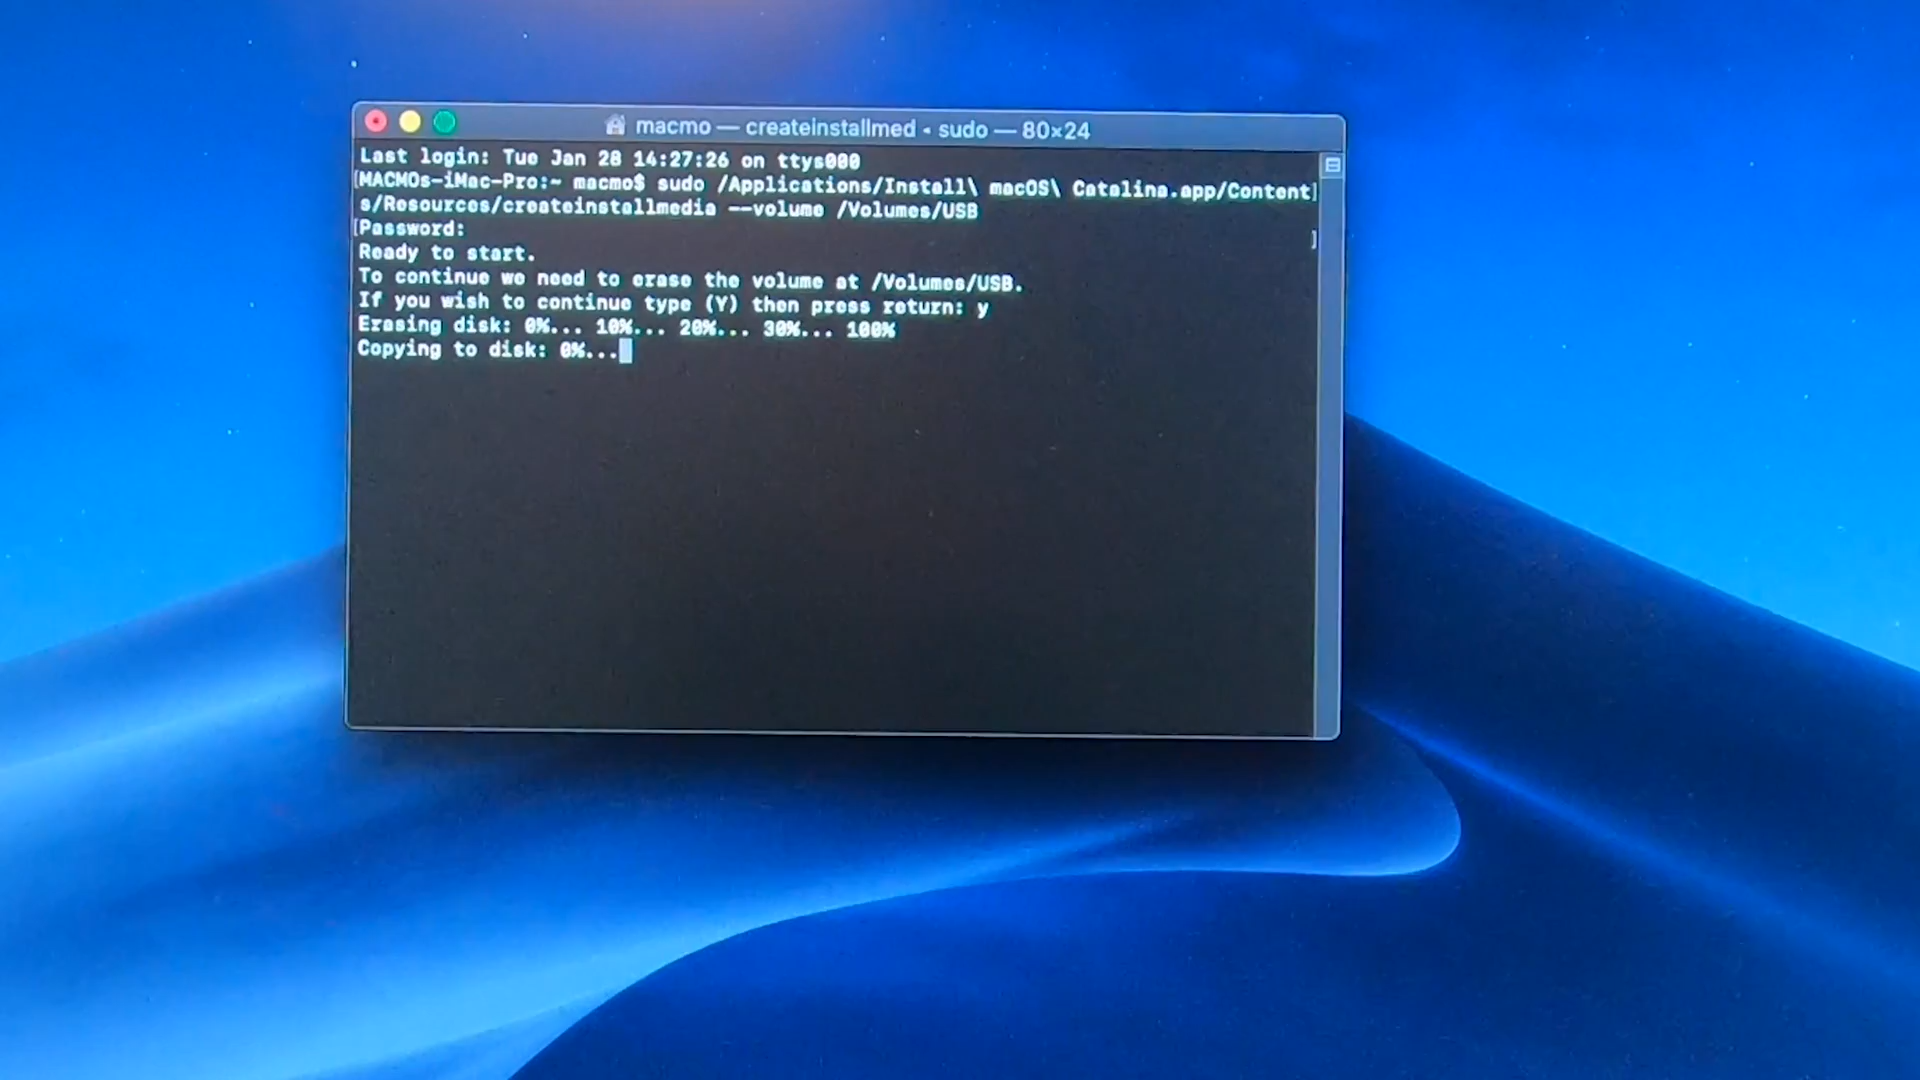 macmo — createinstallmed • sudo — 80×24
Last login: Tue Jan 28 14:27:26 on ttys000
[MACMOs-iMac-Pro:~ macmo$ sudo /Applications/Install\ macOS\ Catalina.app/Content]
s/Resources/createinstallmedia --volume /Volumes/USB
[Password: ]
Ready to start.
To continue we need to erase the volume at /Volumes/USB.
If you wish to continue type (Y) then press return: y
Erasing disk: 0%... 10%... 20%... 30%... 100%
Copying to disk: 0%...